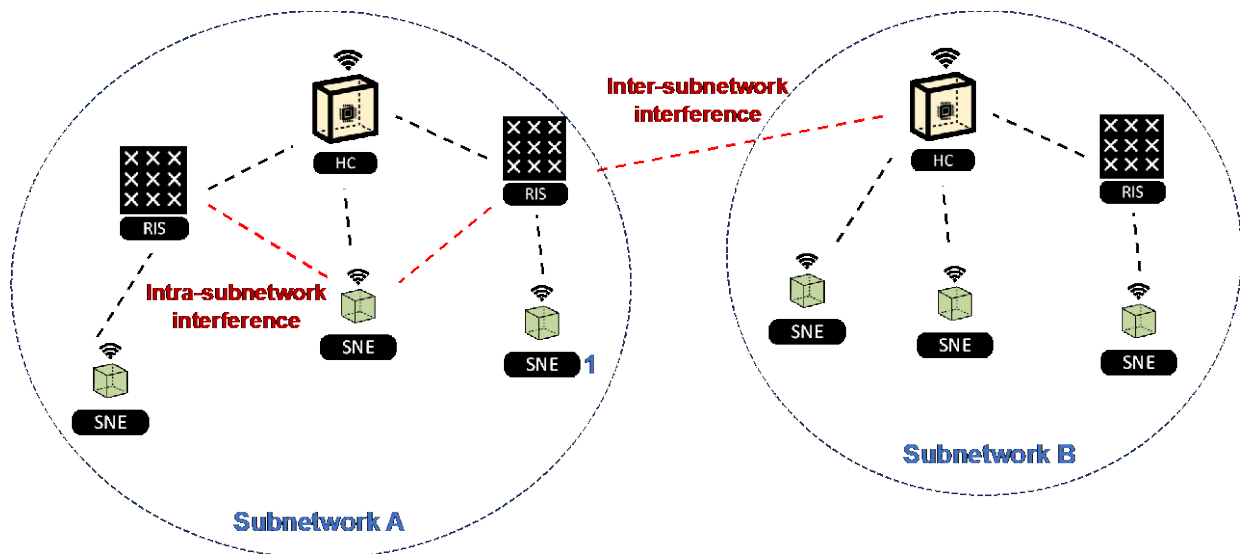 Inter-subnetwork
interference
HC
HC
RIS
RIS
RIS
Intra-subnetwork
interference
SNE
SNE 1
SNE
SNE
SNE
SNE
Subnetwork B
Subnetwork A